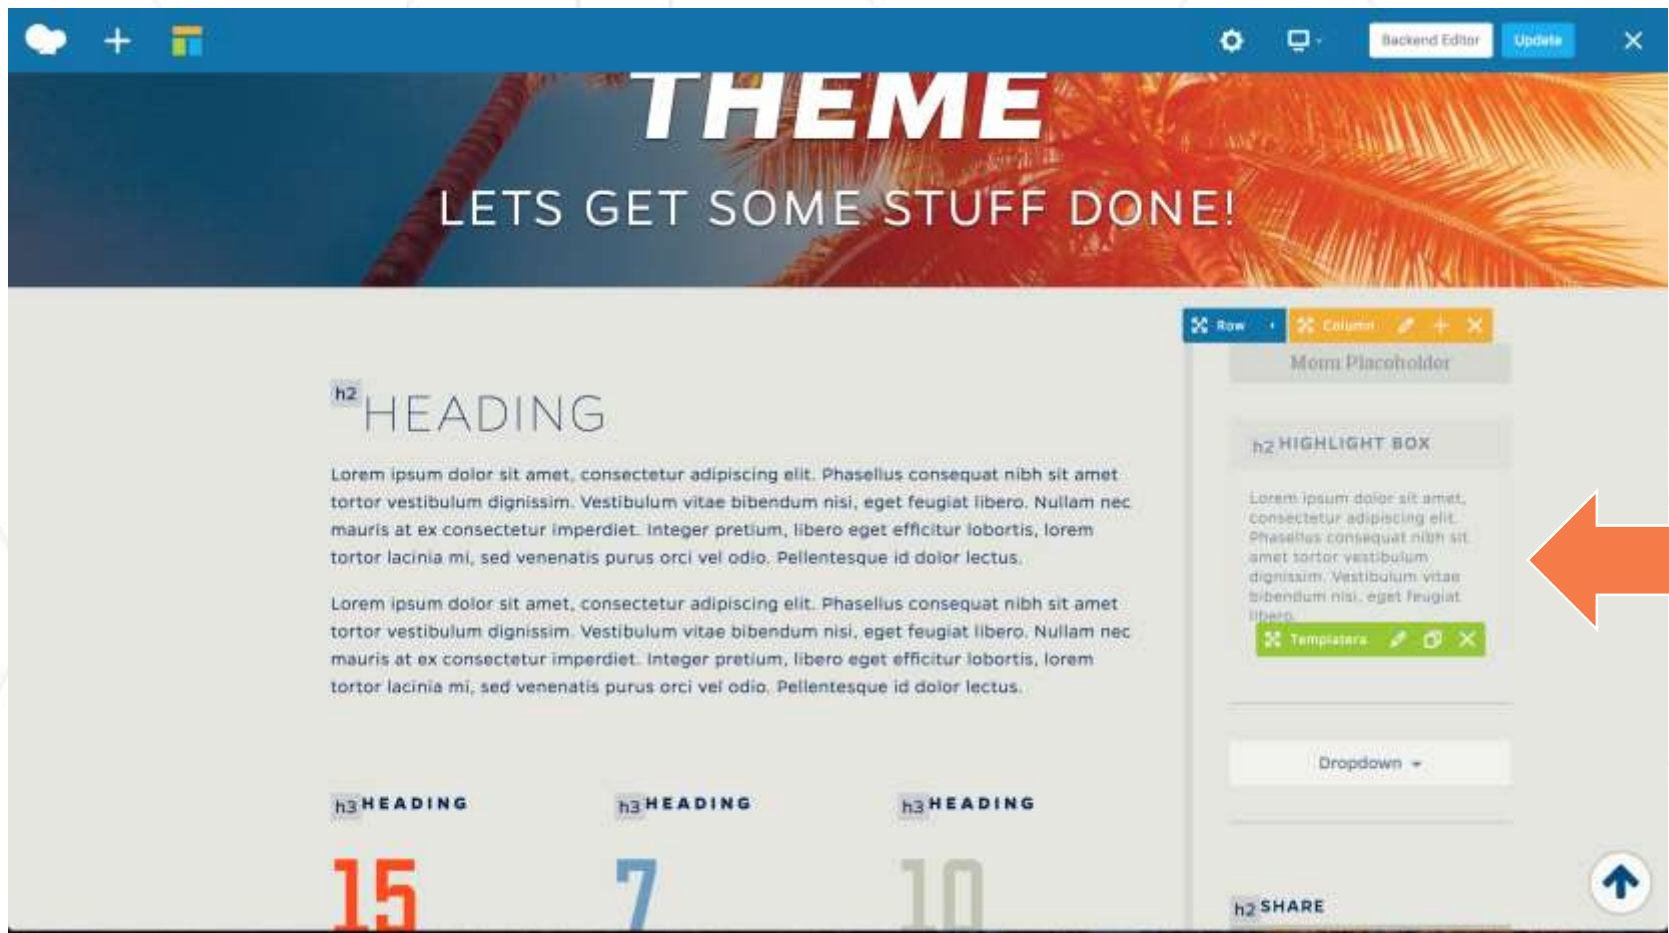 Backend Editor
Update
THEME
LETS GET SOME STUFF DONE!
Row
Column
Menu Placeholder
h2 HEADING
Lorem ipsum dolor sit amet, consectetur adipiscing elit. Phasellus consequat nibh sit amet
tortor vestibulum dignissim. Vestibulum vitae bibendum nisi, eget feugiat libero. Nullam nec
mauris at ex consectetur imperdiet. Integer pretium, libero eget efficitur lobortis, lorem
tortor lacinia mi, sed venenatis purus orci vel odio. Pellentesque id dolor lectus.
Lorem ipsum dolor sit amet, consectetur adipiscing elit. Phasellus consequat nibh sit amet
tortor vestibulum dignissim. Vestibulum vitae bibendum nisi, eget feugiat libero. Nullam nec
mauris at ex consectetur imperdiet. Integer pretium, libero eget efficitur lobortis, lorem
tortor lacinia mi, sed venenatis purus orci vel odio. Pellentesque id dolor lectus.
h2 HIGHLIGHT BOX
Lorem ipsum dolor sit amet,
consectetur adipiscing elit.
Phasellus consequat nibh sit
amet tortor vestibulum
dignissim. Vestibulum vitae
bibendum nisi, eget feugiat
libero.
Templatera
Dropdown
h3 HEADING
h3 HEADING
h3 HEADING
15
7
10
h2 SHARE